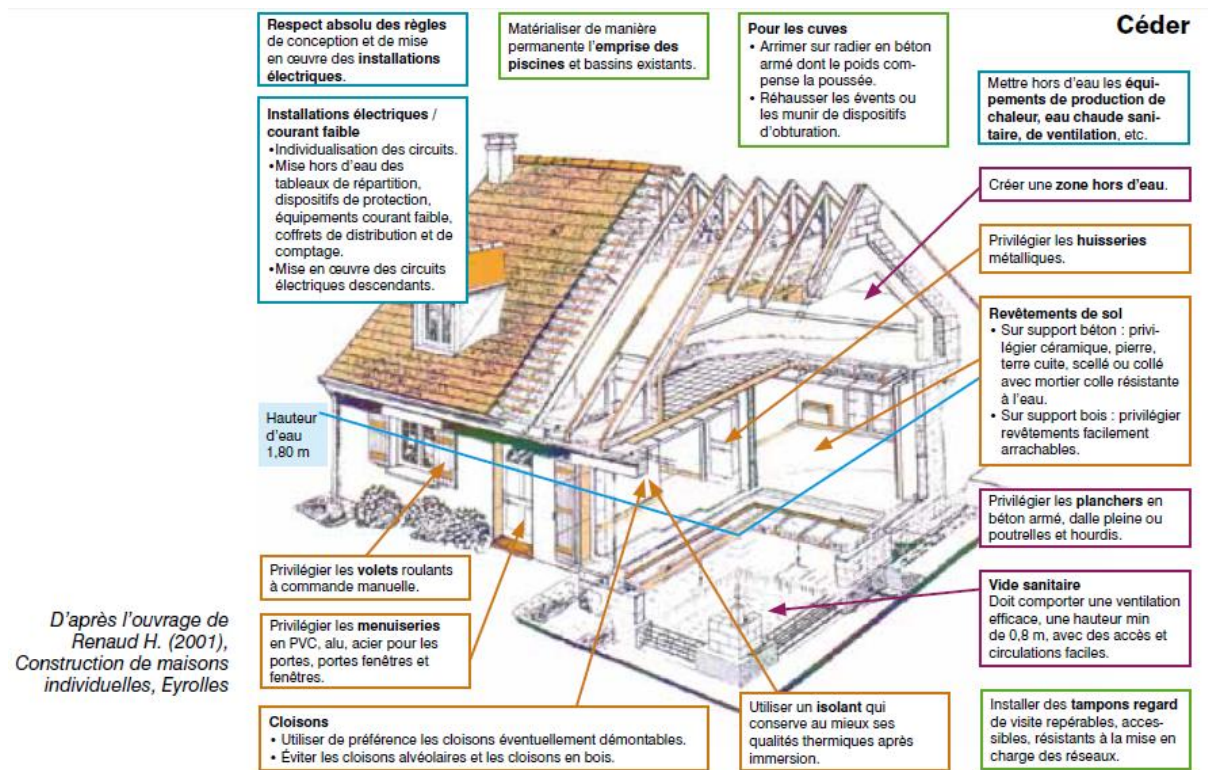 Respect absolu des règles
de conception et de mise
en œuvre des installations
électriques.
Matérialiser de manière
permanente l'emprise des
piscines et bassins existants.
Pour les cuves
• Arrimer sur radier en béton
armé dont le poids com-
pense la poussée.
• Réhausser les évents ou
les munir de dispositifs
d'obturation.
Céder
Mettre hors d'eau les équi-
pements de production de
chaleur, eau chaude sani-
taire, de ventilation, etc.
Installations électriques /
courant faible
•Individualisation des circuits.
•Mise hors d'eau des
tableaux de répartition,
dispositifs de protection,
équipements courant faible,
coffrets de distribution et de
comptage.
•Mise en œuvre des circuits
électriques descendants.
Créer une zone hors d'eau.
Privilégier les huisseries
métalliques.
Revêtements de sol
• Sur support béton : privi-
légier céramique, pierre,
terre cuite, scellé ou collé
avec mortier colle résistante
à l'eau.
• Sur support bois : privilégier
revêtements facilement
arrachables.
Hauteur
d'eau
1,80 m
Privilégier les planchers en
béton armé, dalle pleine ou
poutrelles et hourdis.
Privilégier les volets roulants
à commande manuelle.
Vide sanitaire
Doit comporter une ventilation
efficace, une hauteur min
de 0,8 m, avec des accès et
circulations faciles.
D'après l'ouvrage de
Renaud H. (2001),
Construction de maisons
individuelles, Eyrolles
Privilégier les menuiseries
en PVC, alu, acier pour les
portes, portes fenêtres et
fenêtres.
Cloisons
• Utiliser de préférence les cloisons éventuellement démontables.
• Éviter les cloisons alvéolaires et les cloisons en bois.
Utiliser un isolant qui
conserve au mieux ses
qualités thermiques après
immersion.
Installer des tampons regard
de visite repérables, acces-
sibles, résistants à la mise en
charge des réseaux.